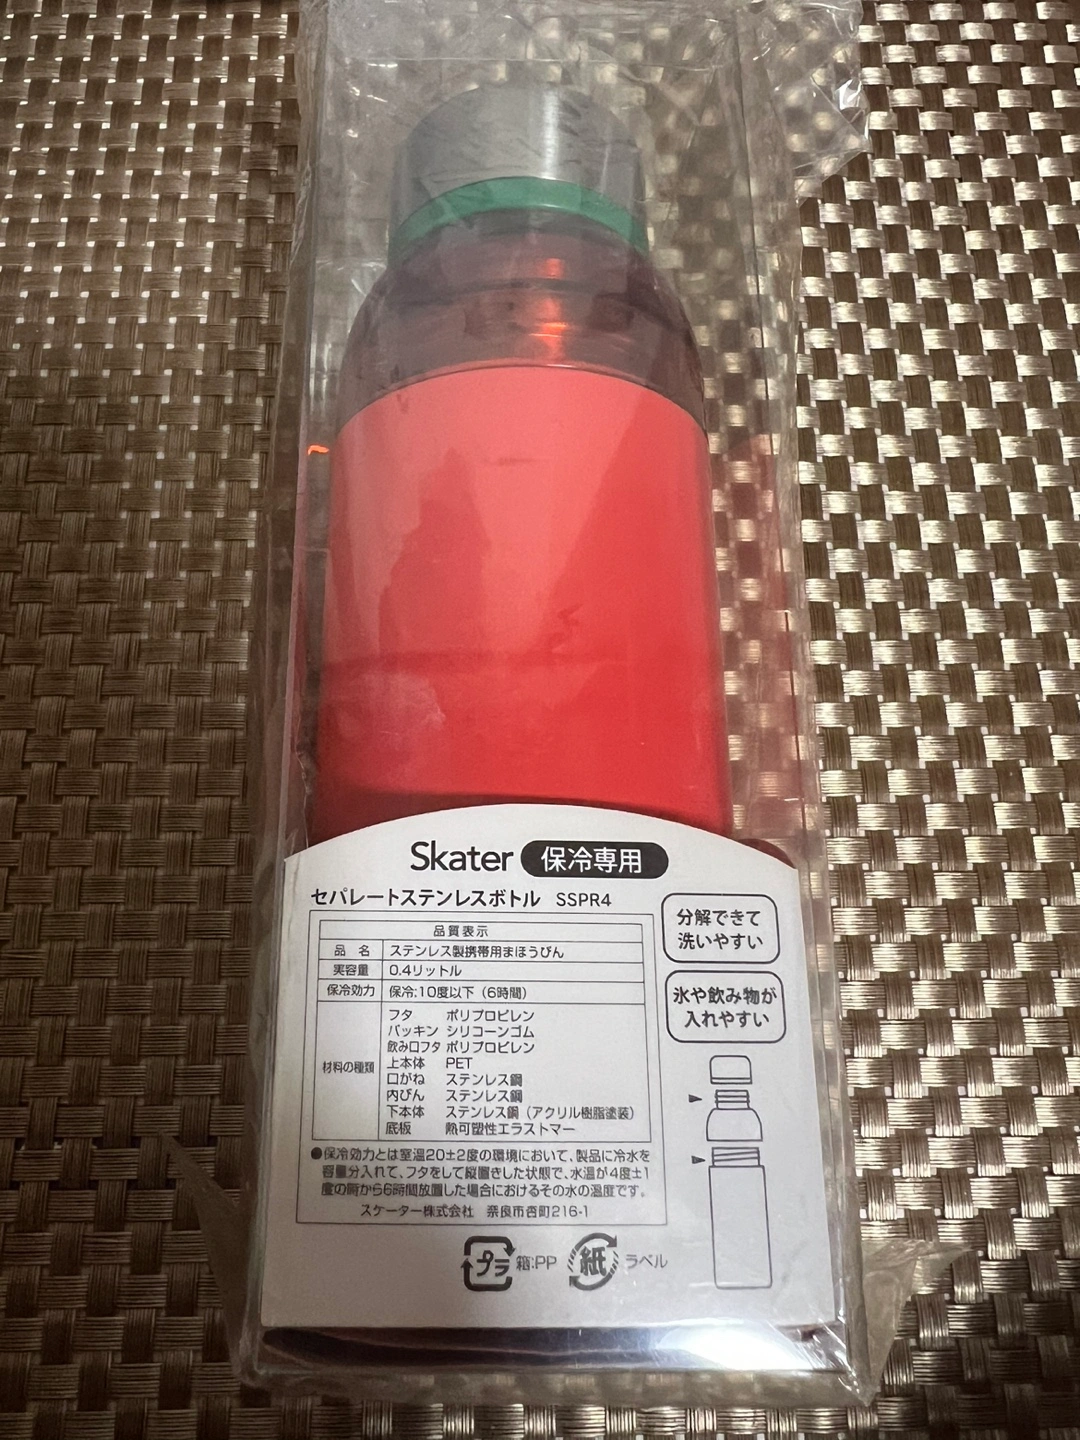 Skater 保冷専用
セパレートステンレスボトル SSPR4
品質表示
品 名 ステンレス製携帯用まほうびん
実容量 0.4リットル
保冷効力 保冷:10度以下(6時間)
材料の種類
フタ ポリプロピレン
パッキン シリコーンゴム
飲み口フタ ポリプロピレン
上本体 PET
口がね ステンレス鋼
内びん ステンレス鋼
下本体 ステンレス鋼(アクリル樹脂塗装)
底板 熱可塑性エラストマー
●保冷効力とは室温20±2度の環境において、製品に冷水を
容量分入れて、フタをして縦置きした状態で、水温が4度±1
度の時から6時間放置した場合におけるその水の温度です。
スケーター株式会社 奈良市杏町216-1
プラ 箱:PP 紙 ラベル
分解できて
洗いやすい
氷や飲み物が
入れやすい